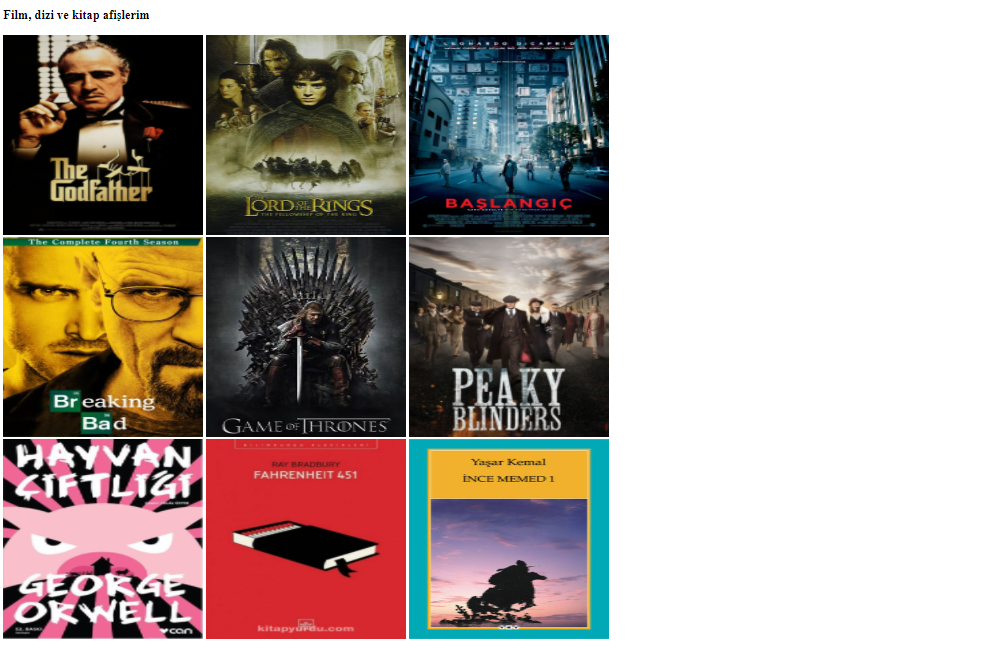 Film, dizi ve kitap afişlerim
The
Godfather
THE
LORD OF THE RINGS
THE FELLOWSHIP OF THE RING
LEONARDO DICAPRIO
BAŞLANGIÇ
The Complete Fourth Season
Breaking
Bad
GAME OF THRONES
PEAKY
BLINDERS
HAYVAN
ÇİFTLİĞİ
GEORGE
ORWELL
can
RAY BRADBURY
FAHRENHEIT 451
kitapyurdu.com
Yaşar Kemal
İNCE MEMED 1